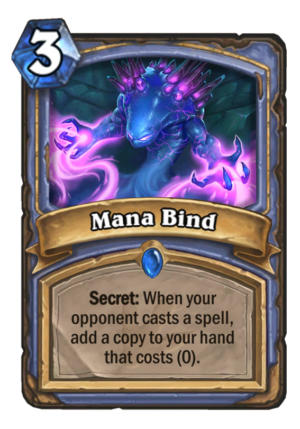 3
Mana Bind
Secret: When your
opponent casts a spell,
add a copy to your hand
that costs (0).